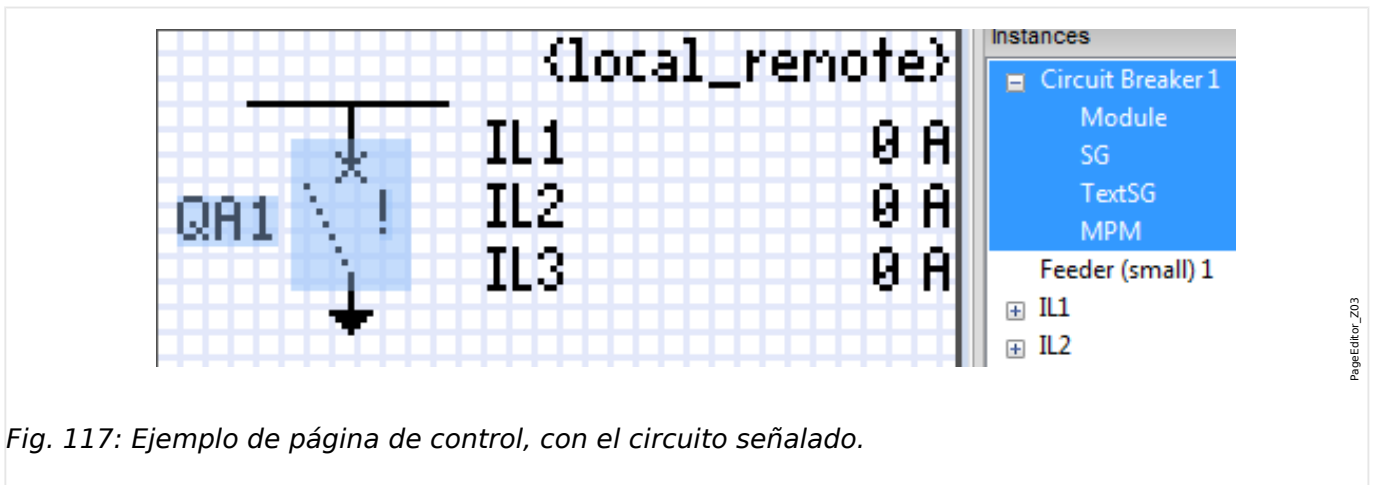 {local_remote}
IL1 0 A
QA1 ! IL2 0 A
IL3 0 A
Instances
Circuit Breaker 1
Module
SG
TextSG
MPM
Feeder (small) 1
IL1
IL2
PageEditor_Z03
Fig. 117: Ejemplo de página de control, con el circuito señalado.